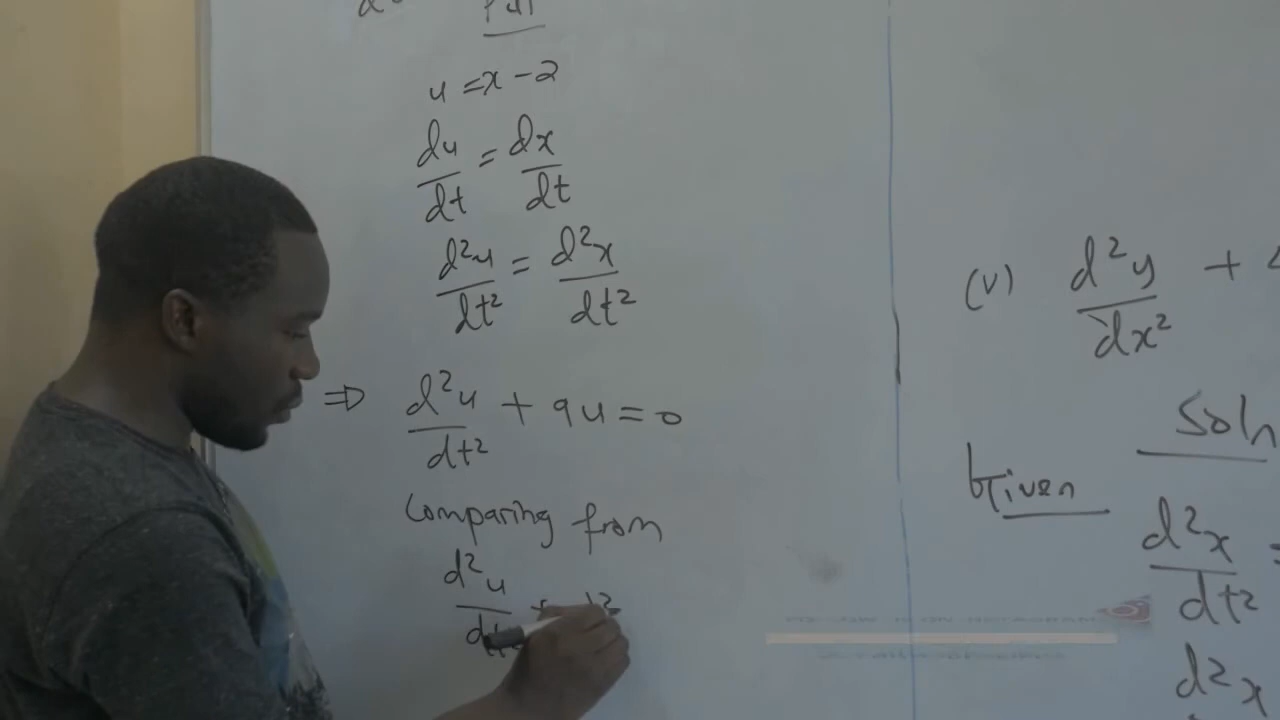 Put
u = x - 2
du/dt = dx/dt
d²u/dt² = d²x/dt²
⇒ d²u/dt² + 9u = 0
Comparing from
d²u/dt² +
(v) d²y/dx² +
Soln
Given
d²x/dt² =
d²x